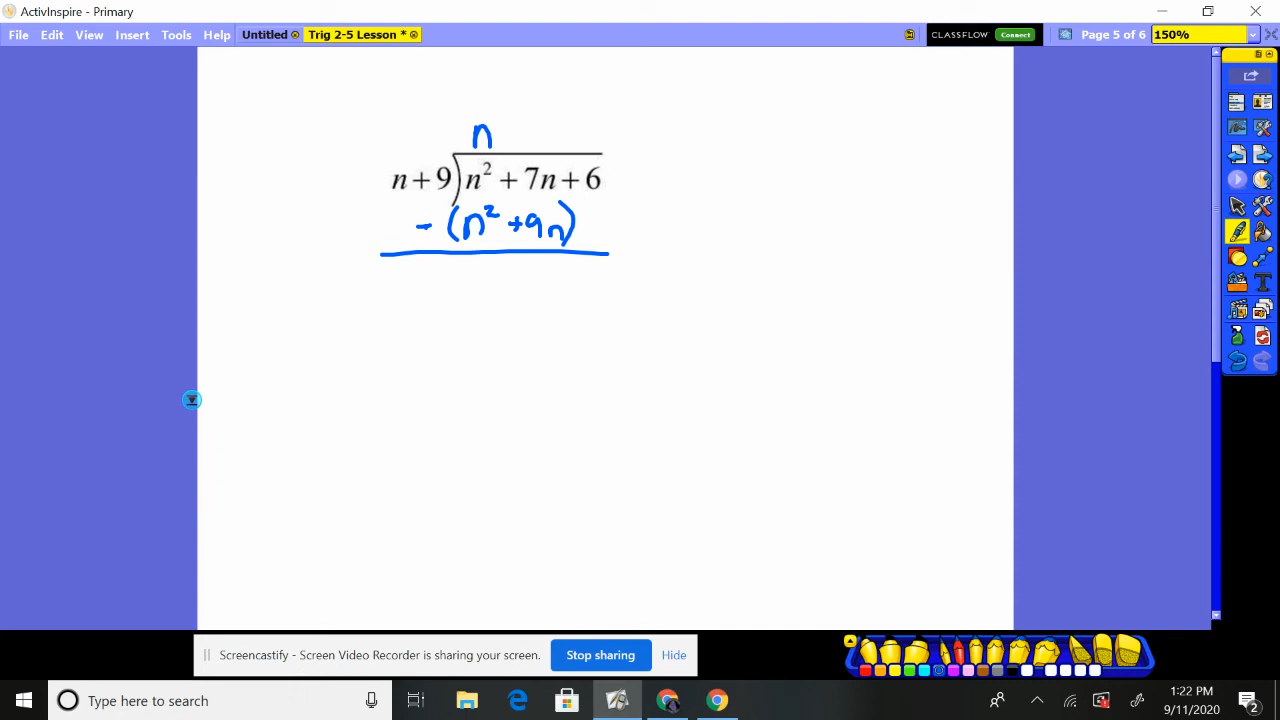 ActivInspire - Primary
File Edit View Insert Tools Help Untitled Trig 2-5 Lesson * CLASSFLOW Connect Page 5 of 6 150%
n
n + 9 ) n² + 7n + 6
- (n² + 9n)
Screencastify - Screen Video Recorder is sharing your screen. Stop sharing Hide
Type here to search
1:22 PM
9/11/2020
2